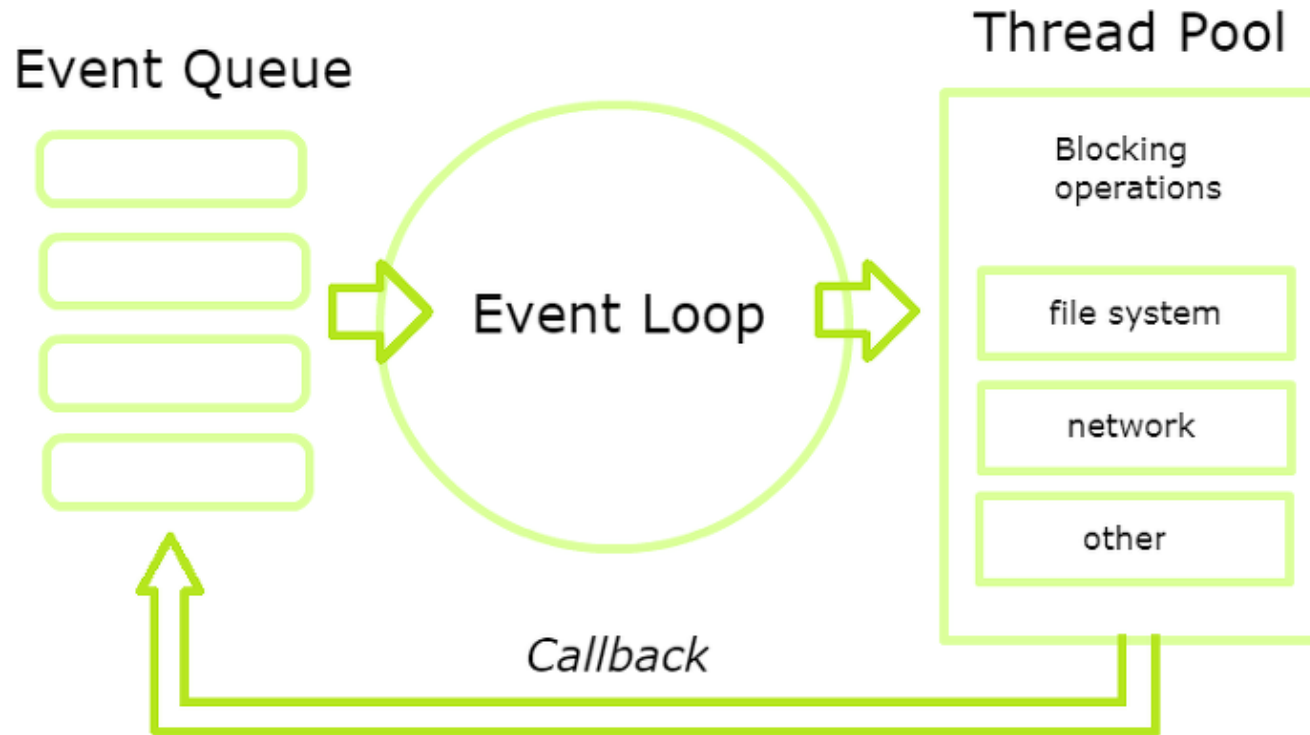 Event Queue
Event Loop
Thread Pool
Blocking
operations
file system
network
other
Callback